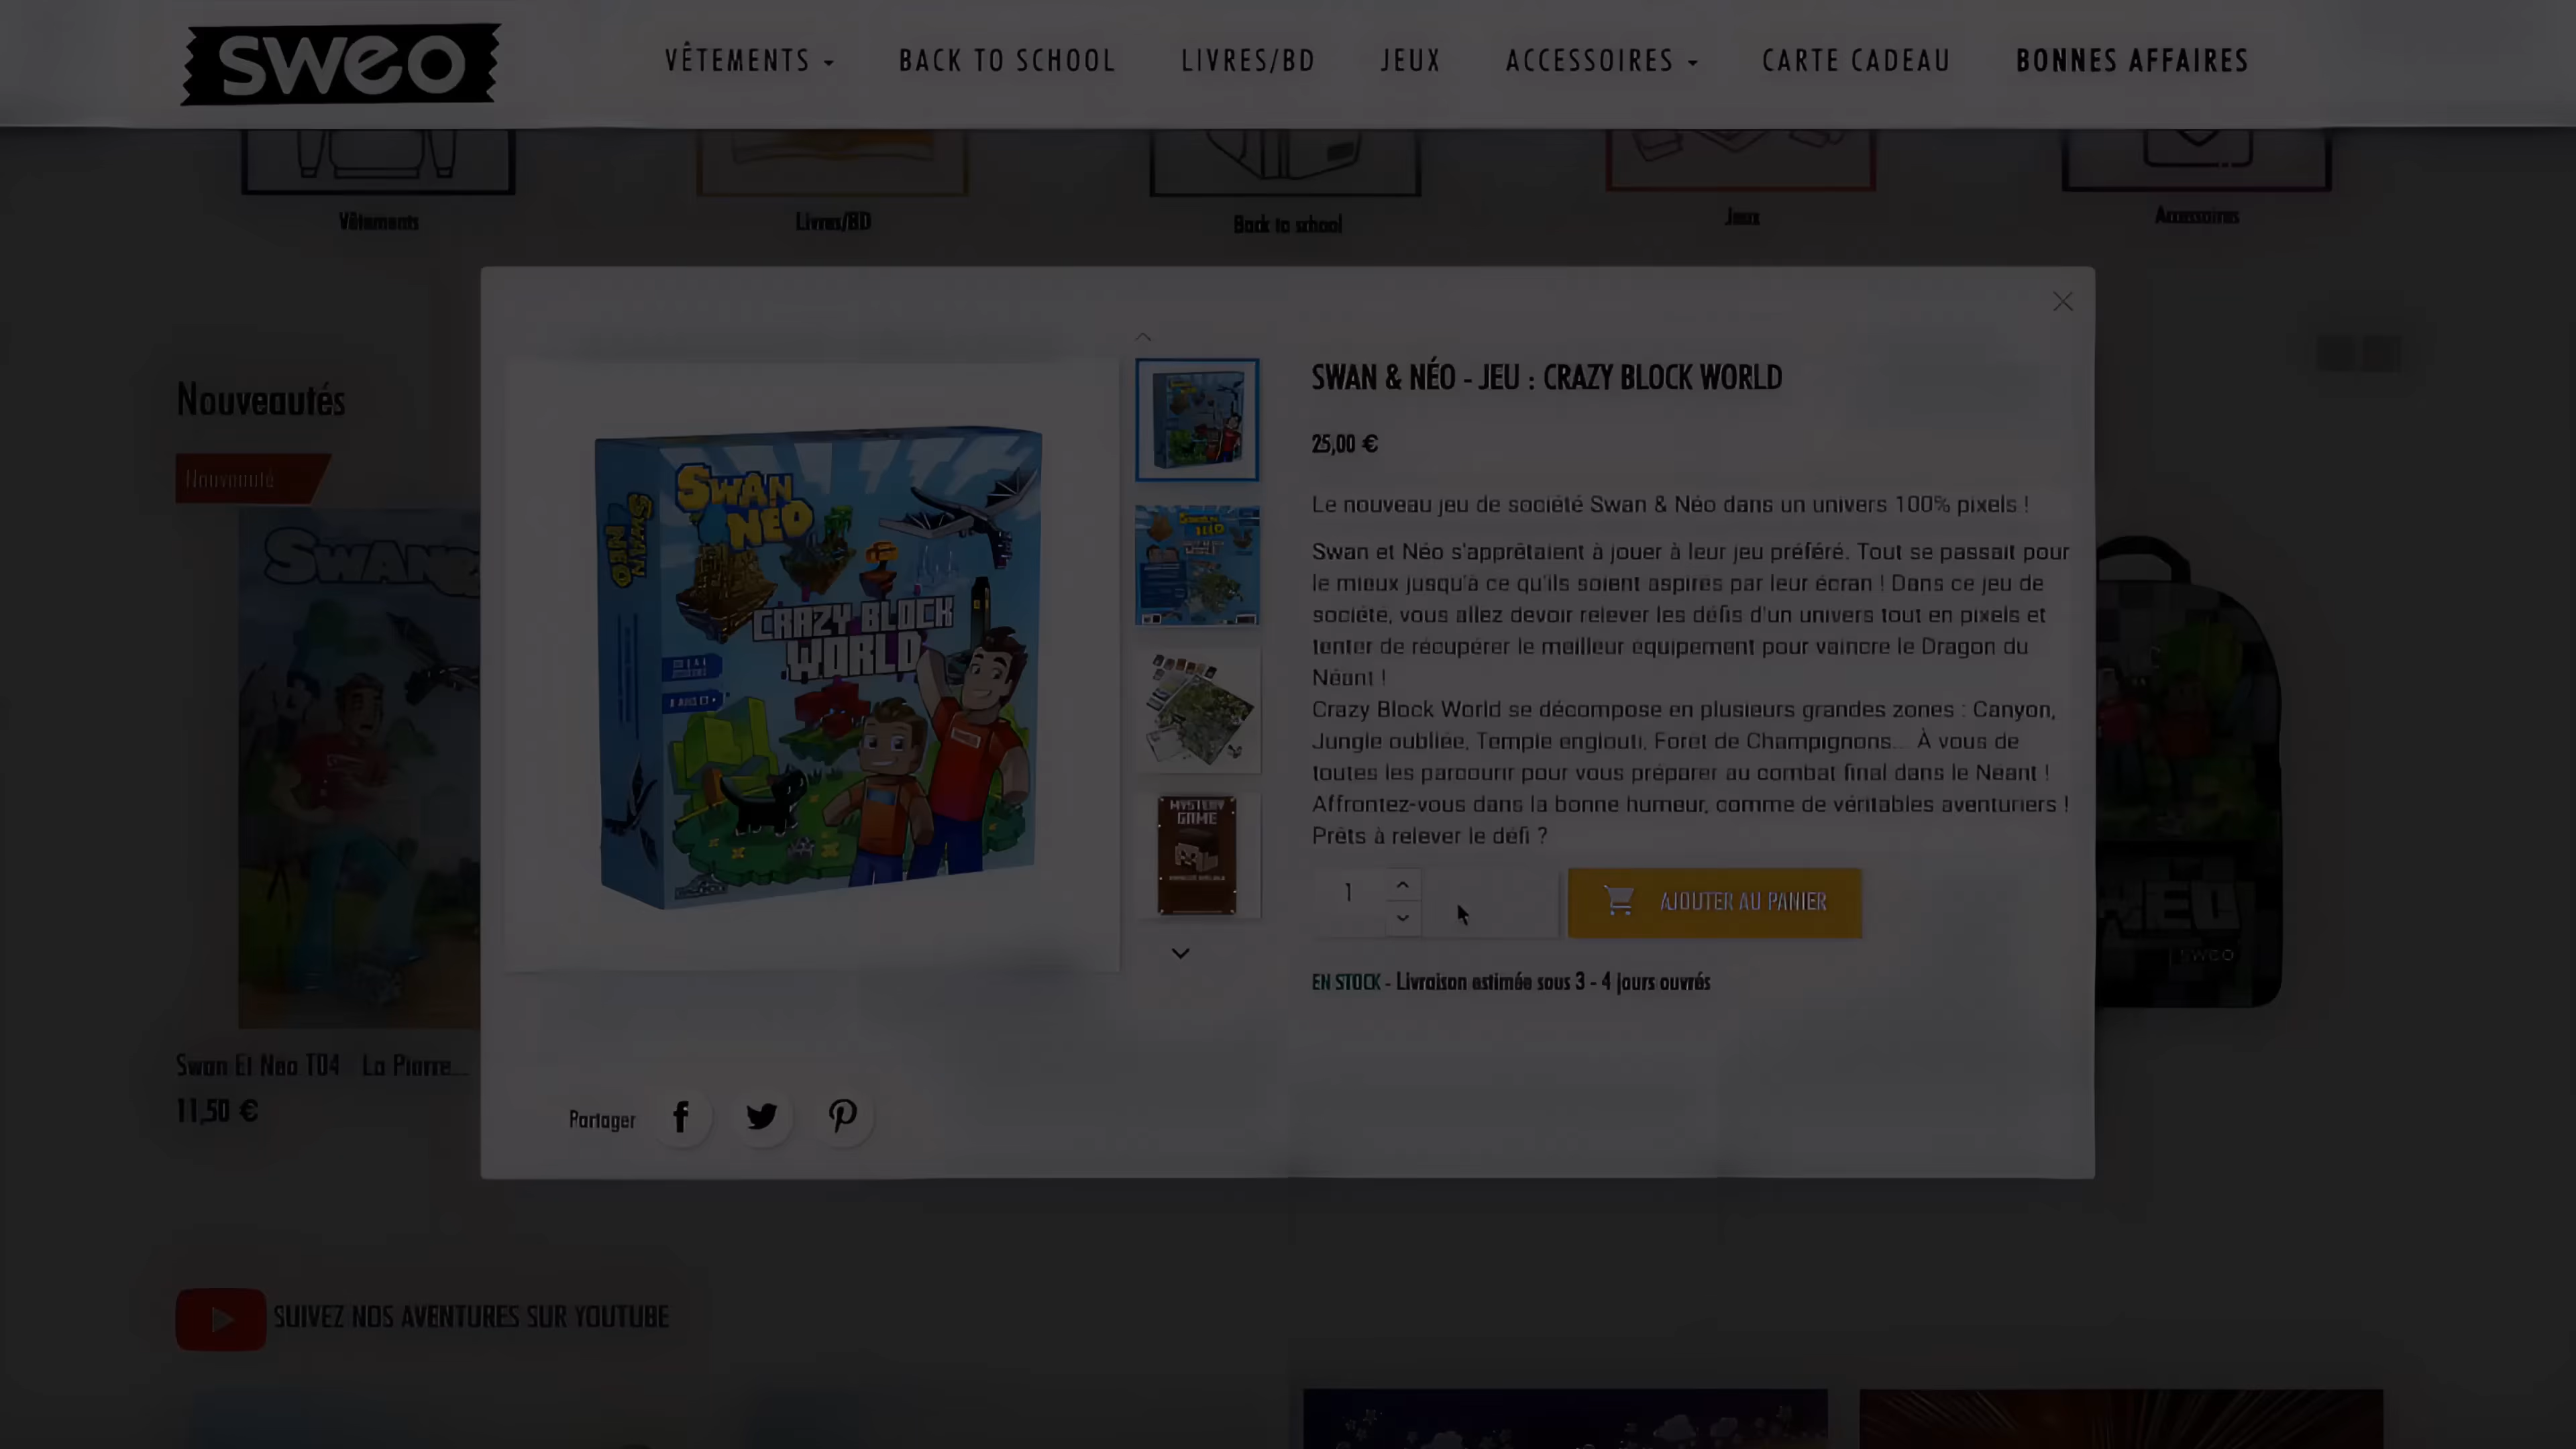 sweo
VÊTEMENTS
BACK TO SCHOOL
LIVRES/BD
JEUX
ACCESSOIRES
CARTE CADEAU
BONNES AFFAIRES
Vêtements
Livres/BD
Back to school
Jeux
Accessoires
Nouveautés
Nouveauté
SWAN
Swan Et Néo T04 La Pierre...
11,50 €
SWAN
NEO
SWAN
NEO
CRAZY BLOCK
WORLD
MYSTERY
GAME
SWAN & NÉO - JEU : CRAZY BLOCK WORLD
25,00 €
Le nouveau jeu de société Swan & Néo dans un univers 100% pixels !
Swan et Néo s'apprêtaient à jouer à leur jeu préféré. Tout se passait pour
le mieux jusqu'à ce qu'ils soient aspirés par leur écran ! Dans ce jeu de
société, vous allez devoir relever les défis d'un univers tout en pixels et
tenter de récupérer le meilleur équipement pour vaincre le Dragon du
Néant !
Crazy Block World se décompose en plusieurs grandes zones : Canyon,
Jungle oubliée, Temple englouti, Forêt de Champignons... À vous de
toutes les parcourir pour vous préparer au combat final dans le Néant !
Affrontez-vous dans la bonne humeur, comme de véritables aventuriers !
Prêts à relever le défi ?
1
AJOUTER AU PANIER
EN STOCK - Livraison estimée sous 3 - 4 jours ouvrés
Partager
SWEO
SUIVEZ NOS AVENTURES SUR YOUTUBE